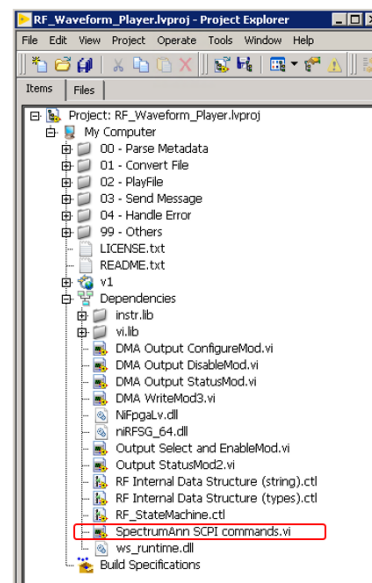 RF_Waveform_Player.lvproj - Project Explorer
File Edit View Project Operate Tools Window Help
Items Files
Project: RF_Waveform_Player.lvproj
My Computer
00 - Parse Metadata
01 - Convert File
02 - PlayFile
03 - Send Message
04 - Handle Error
99 - Others
LICENSE.txt
README.txt
v1
Dependencies
instr.lib
vi.lib
DMA Output ConfigureMod.vi
DMA Output DisableMod.vi
DMA Output StatusMod.vi
DMA WriteMod3.vi
NiFpgaLv.dll
niRFSG_64.dll
Output Select and EnableMod.vi
Output StatusMod2.vi
RF Internal Data Structure (string).ctl
RF Internal Data Structure (types).ctl
RF_StateMachine.ctl
SpectrumAnn SCPI commands.vi
ws_runtime.dll
Build Specifications